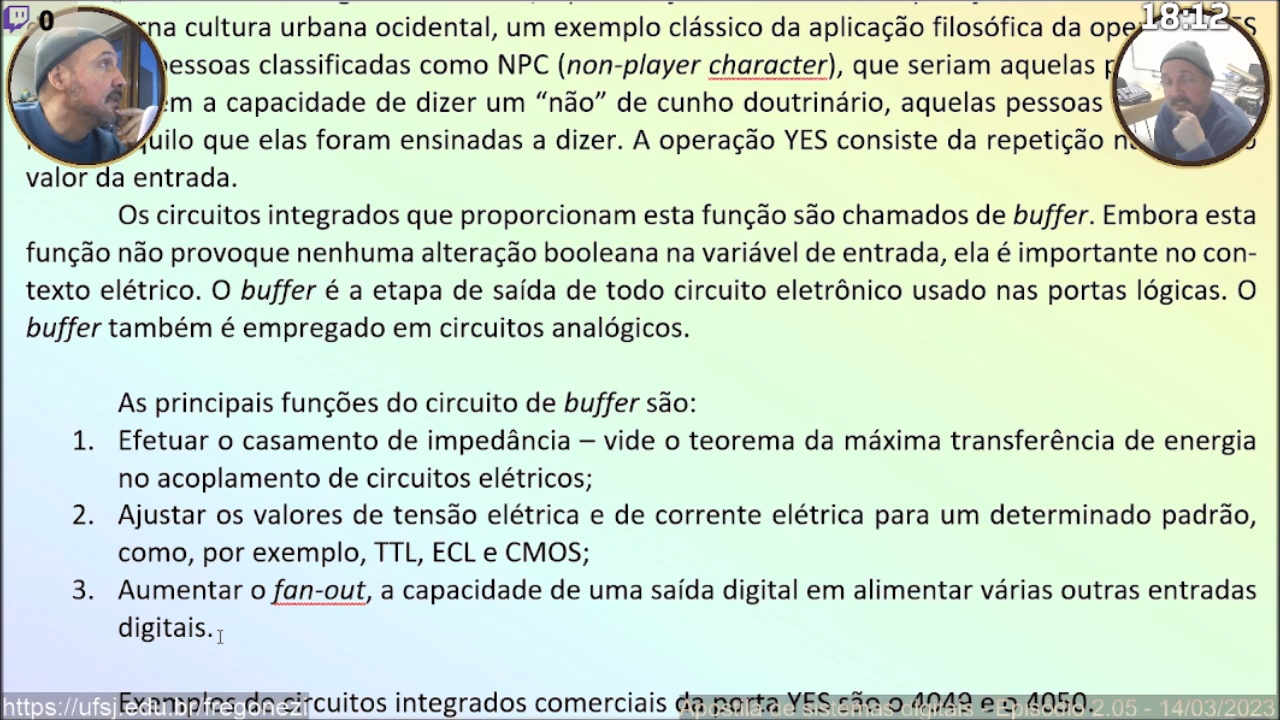 0
18:12
na cultura urbana ocidental, um exemplo clássico da aplicação filosófica da
pessoas classificadas como NPC (non-player character), que seriam aquelas
a capacidade de dizer um “não” de cunho doutrinário, aquelas pessoas
que elas foram ensinadas a dizer. A operação YES consiste da repetição
valor da entrada.
Os circuitos integrados que proporcionam esta função são chamados de buffer. Embora esta
função não provoque nenhuma alteração booleana na variável de entrada, ela é importante no con-
texto elétrico. O buffer é a etapa de saída de todo circuito eletrônico usado nas portas lógicas. O
buffer também é empregado em circuitos analógicos.
As principais funções do circuito de buffer são:
1. Efetuar o casamento de impedância – vide o teorema da máxima transferência de energia
no acoplamento de circuitos elétricos;
2. Ajustar os valores de tensão elétrica e de corrente elétrica para um determinado padrão,
como, por exemplo, TTL, ECL e CMOS;
3. Aumentar o fan-out, a capacidade de uma saída digital em alimentar várias outras entradas
digitais.
Exemplos de circuitos integrados comerciais da porta YES são o 4049 e o 4050.
https://ufsj.edu.br/fregonezi
Apostila de sistemas digitais - Episódio 2.05 - 14/03/2023